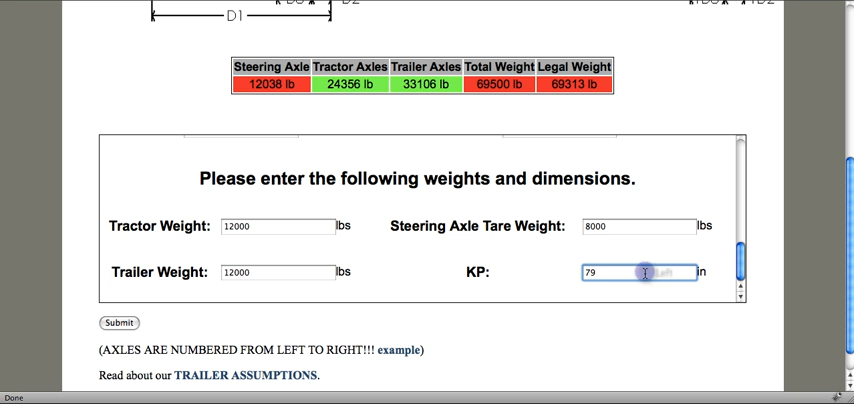 D1
D2
Steering Axle Tractor Axles Trailer Axles Total Weight Legal Weight
12038 lb 24356 lb 33106 lb 69500 lb 69313 lb
Please enter the following weights and dimensions.
Tractor Weight: 12000 lbs Steering Axle Tare Weight: 8000 lbs
Trailer Weight: 12000 lbs KP: 79 Left in
Submit
(AXLES ARE NUMBERED FROM LEFT TO RIGHT!!! example)
Read about our TRAILER ASSUMPTIONS.
Done